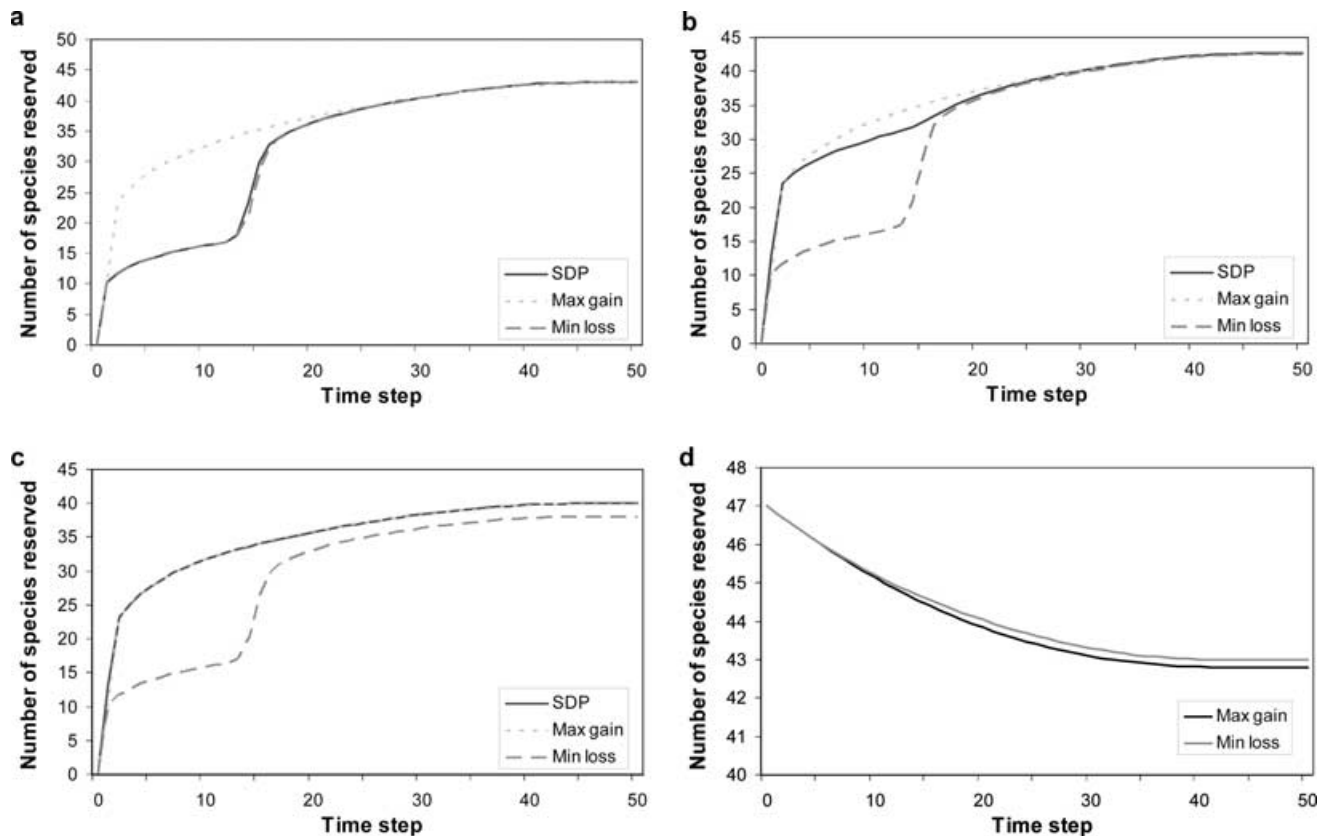 a
Number of species reserved
50
45
40
35
30
25
20
15
10
5
0
0 10 20 30 40 50
Time step
SDP
Max gain
Min loss
b
Number of species reserved
45
40
35
30
25
20
15
10
5
0
0 10 20 30 40 50
Time step
SDP
Max gain
Min loss
c
Number of species reserved
45
40
35
30
25
20
15
10
5
0
0 10 20 30 40 50
Time step
SDP
Max gain
Min loss
d
Number of species reserved
48
47
46
45
44
43
42
41
40
0 10 20 30 40 50
Time step
Max gain
Min loss